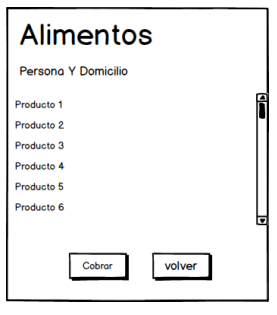 Alimentos
Persona Y Domicilio
Producto 1
Producto 2
Producto 3
Producto 4
Producto 5
Producto 6
Cobrar volver